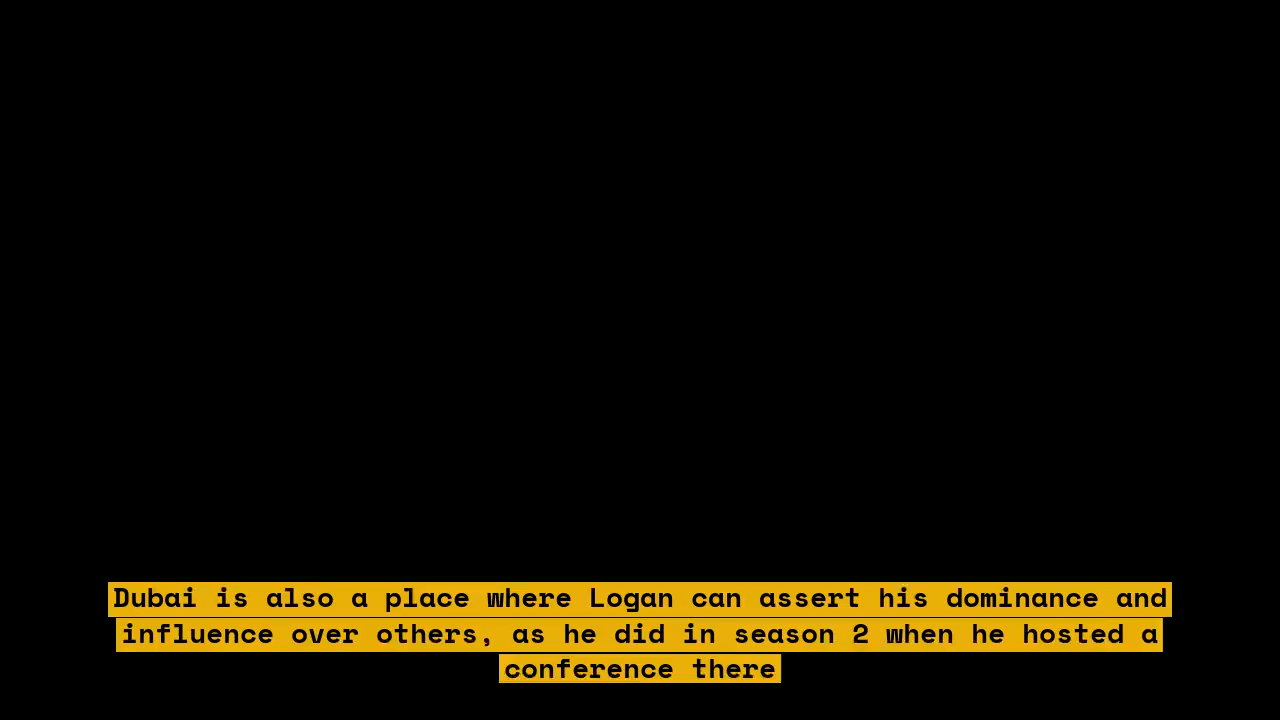 Dubai is also a place where Logan can assert his dominance and
influence over others, as he did in season 2 when he hosted a
conference there